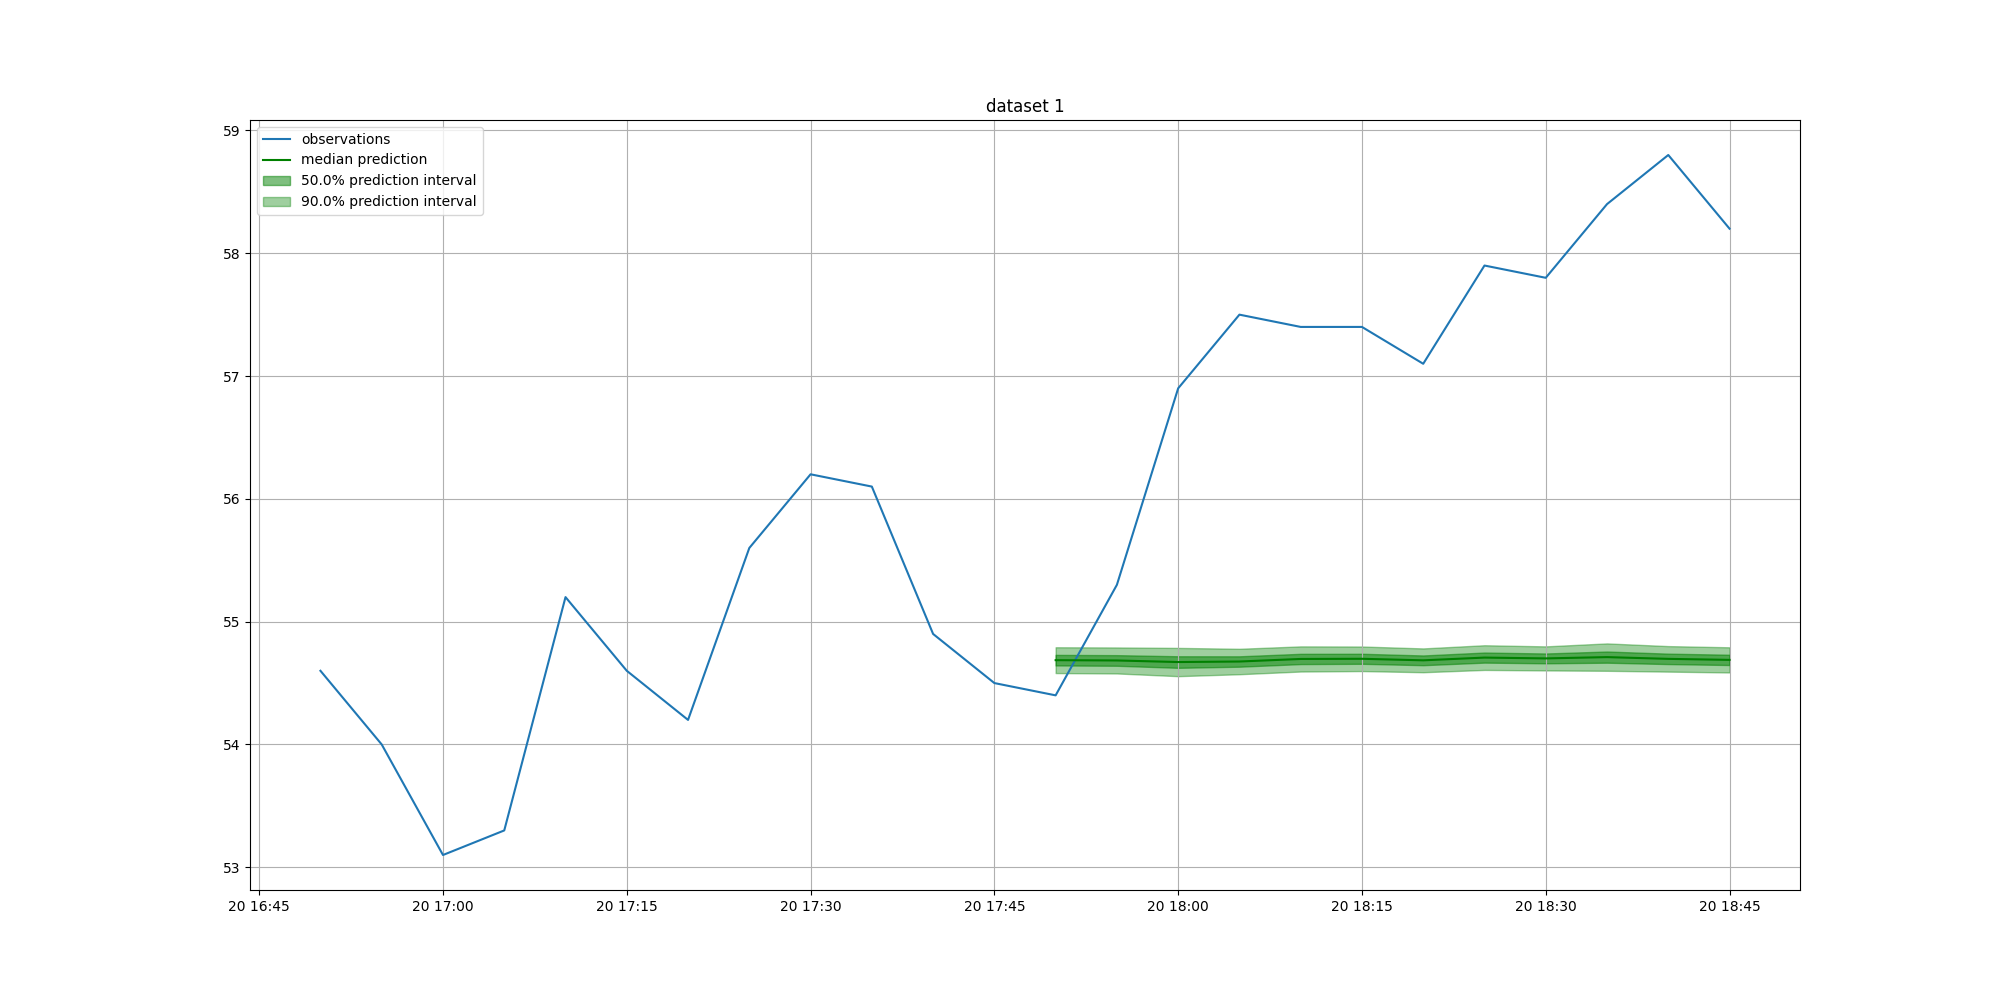 dataset 1
59
observations
median prediction
50.0% prediction interval
90.0% prediction interval
58
57
56
55
54
53
20 16:45 20 17:00 20 17:15 20 17:30 20 17:45 20 18:00 20 18:15 20 18:30 20 18:45